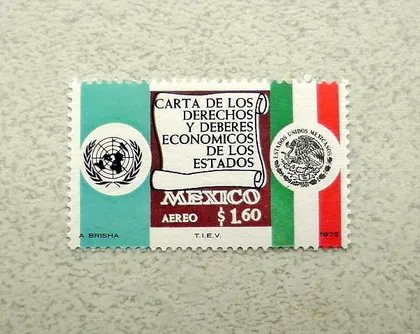 CARTA DE LOS
DERECHOS
Y DEBERES
ECONOMICOS
DE LOS
ESTADOS
ESTADOS UNIDOS MEXICANOS
MEXICO
AEREO $1.60
A. BRISHA T.I.E.V. 1975